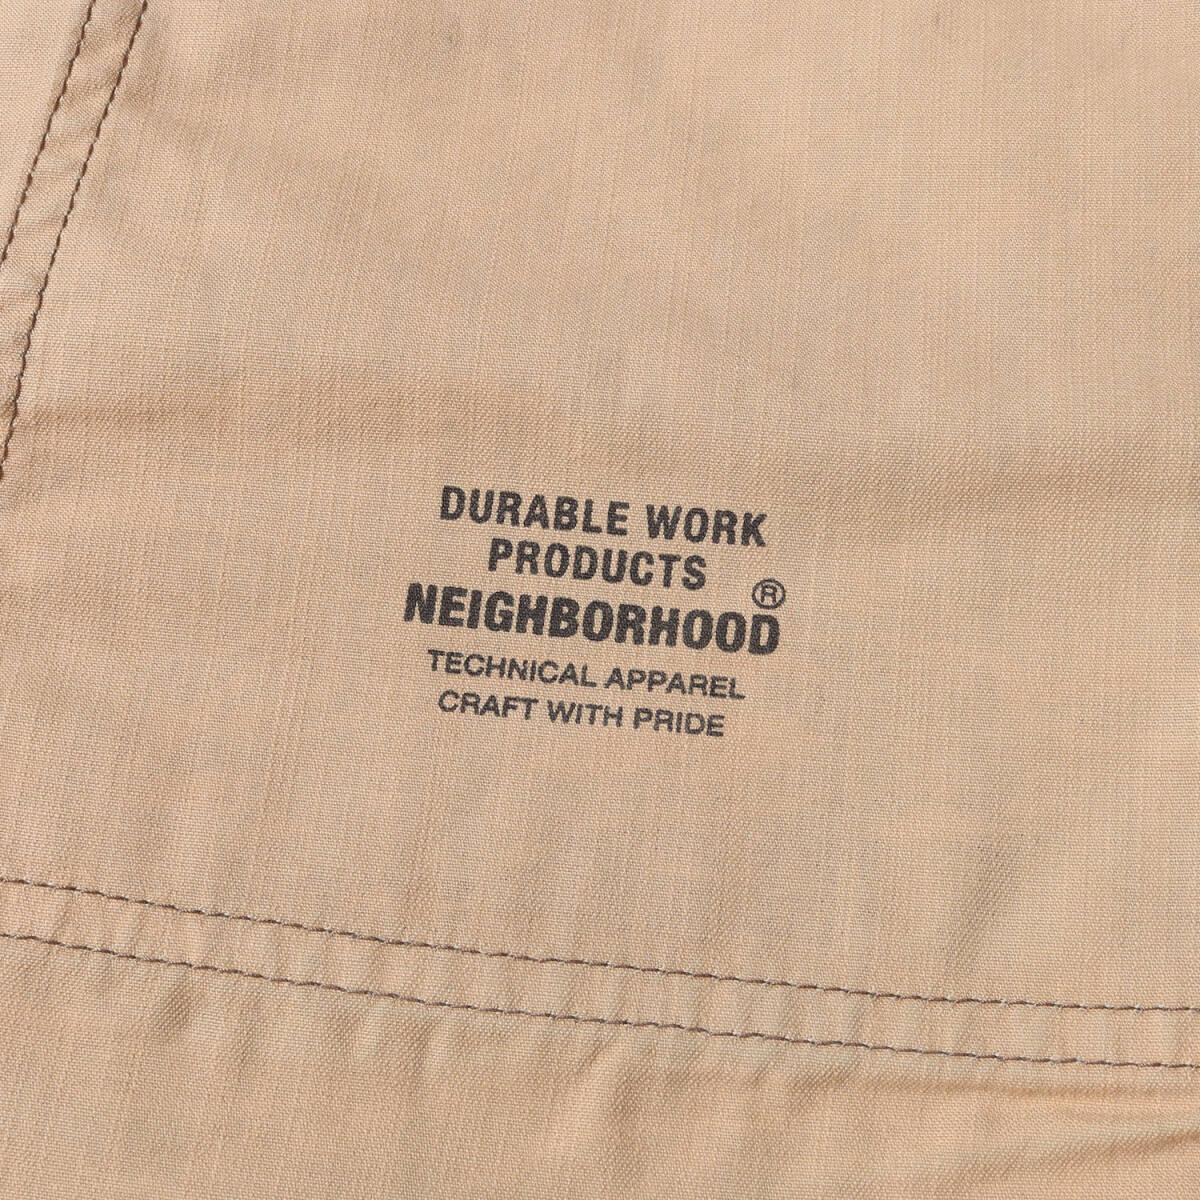 DURABLE WORK
PRODUCTS
NEIGHBORHOOD®
TECHNICAL APPAREL
CRAFT WITH PRIDE